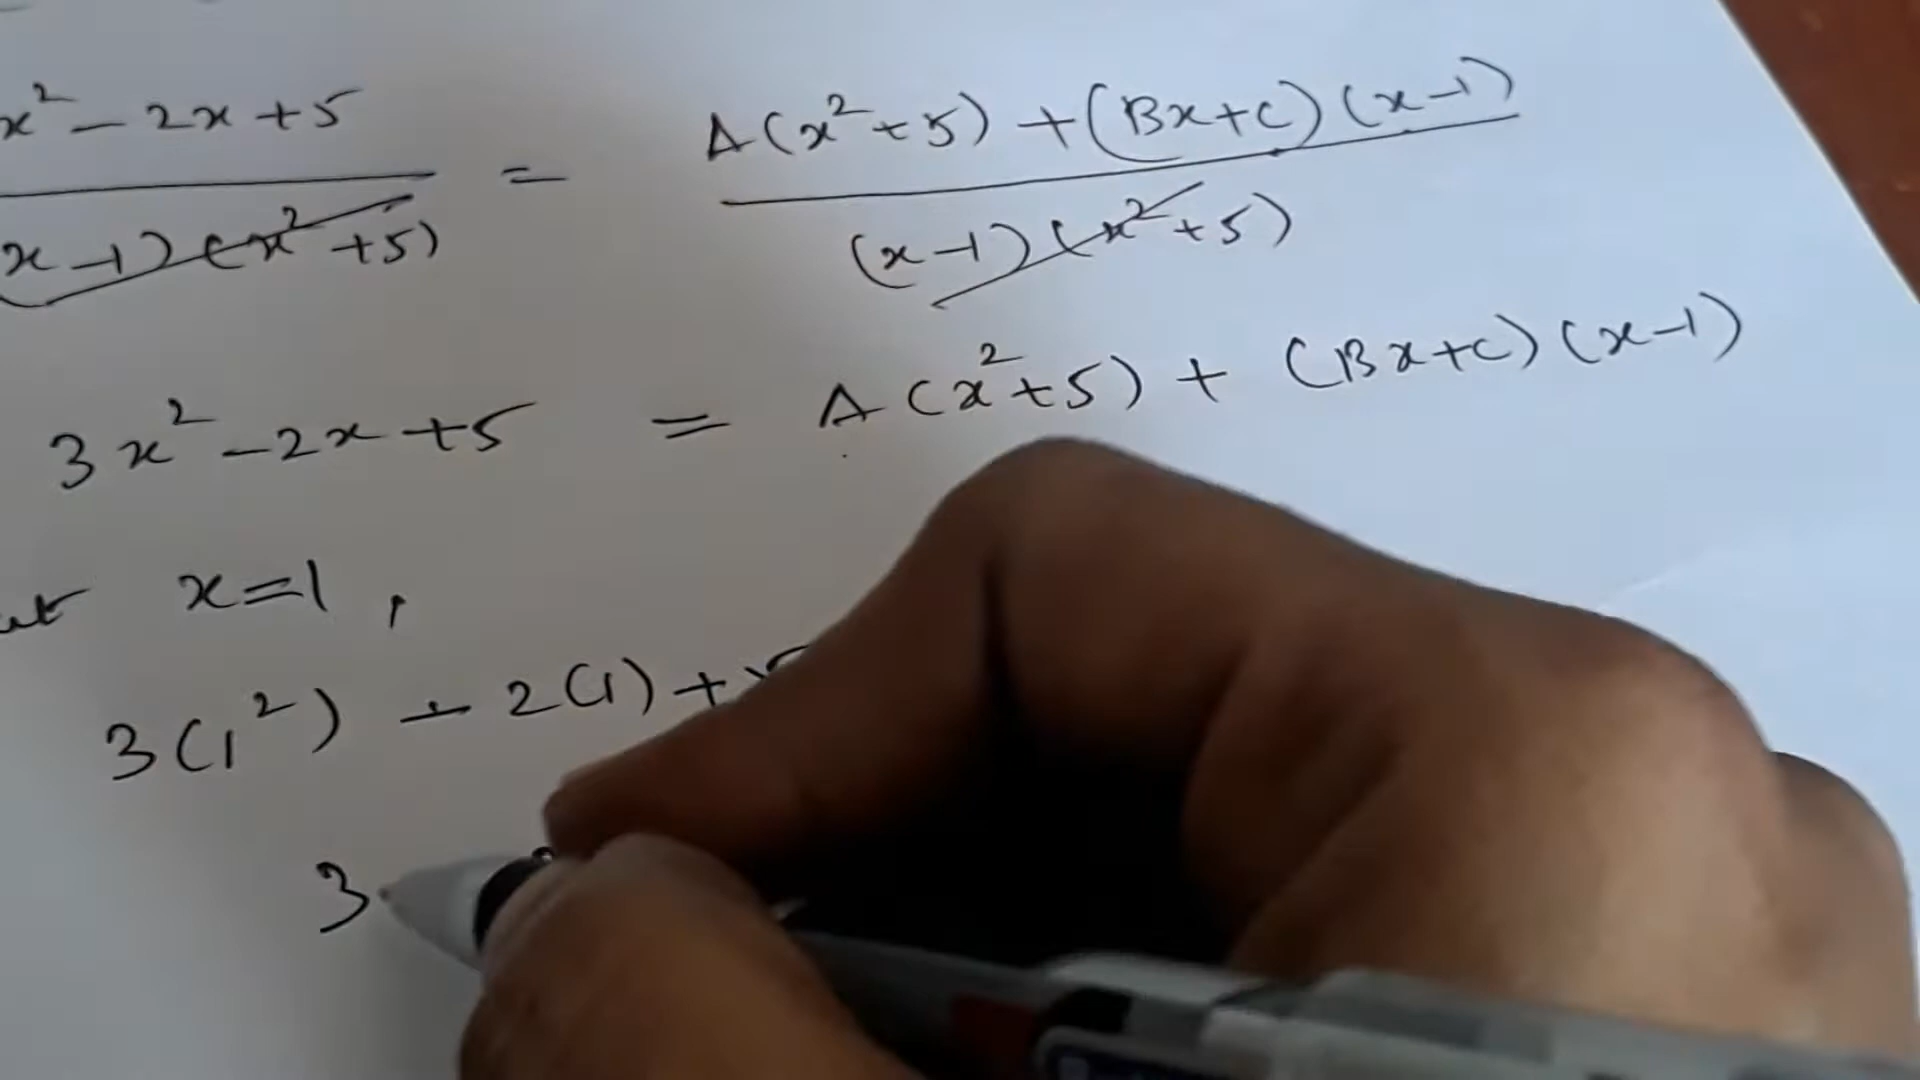 x² - 2x + 5 = A(x² + 5) + (Bx + C)(x - 1)
x - 1)(x² + 5) (x - 1)(x² + 5)
3x² - 2x + 5 = A(x² + 5) + (Bx + C)(x - 1)
x = 1,
3(1²) - 2(1) + 5
3